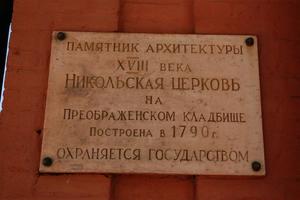 ПАМЯТНИК АРХИТЕКТУРЫ
XVIII ВЕКА
НИКОЛЬСКАЯ ЦЕРКОВЬ
НА
ПРЕОБРАЖЕНСКОМ КЛАДБИЩЕ
ПОСТРОЕНА В 1790 г.
ОХРАНЯЕТСЯ ГОСУДАРСТВОМ